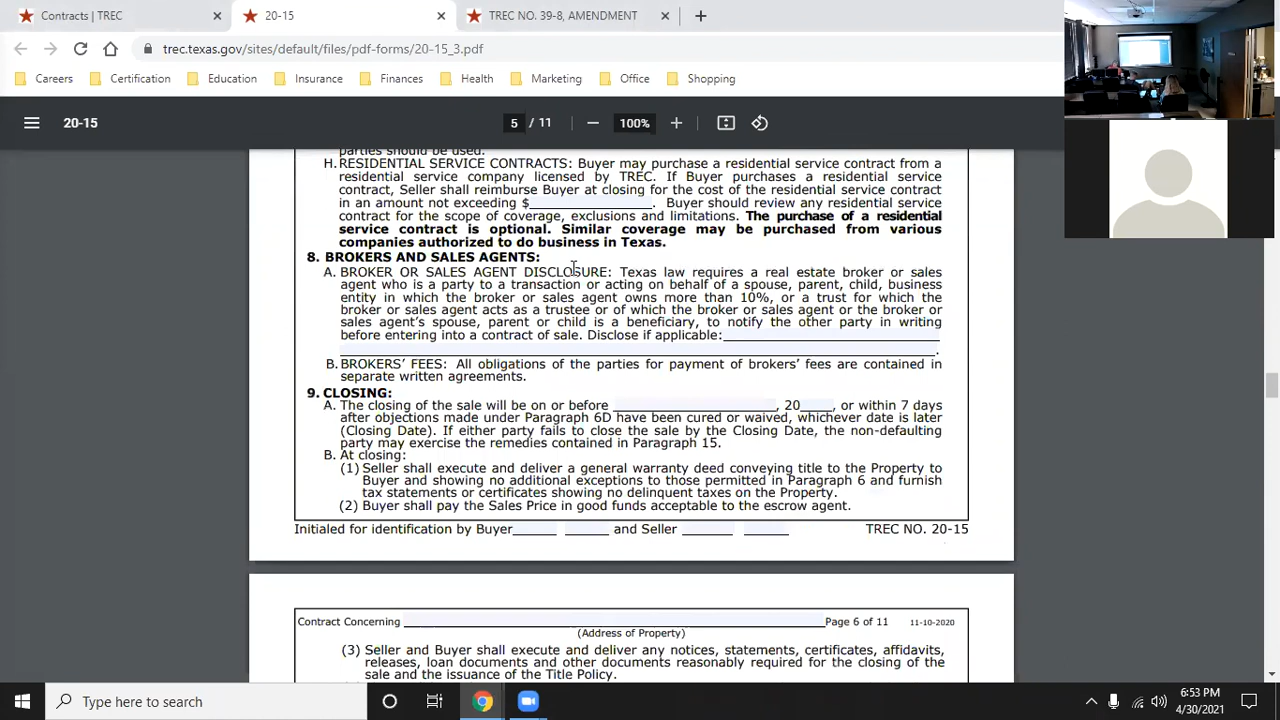 Contracts | TREC
20-15
TREC NO. 39-8, AMENDMENT
trec.texas.gov/sites/default/files/pdf-forms/20-15_3.pdf
Careers
Certification
Education
Insurance
Finances
Health
Marketing
Office
Shopping
20-15
5 / 11
100%
parties should be used.
H. RESIDENTIAL SERVICE CONTRACTS: Buyer may purchase a residential service contract from a
residential service company licensed by TREC. If Buyer purchases a residential service
contract, Seller shall reimburse Buyer at closing for the cost of the residential service contract
in an amount not exceeding $__________. Buyer should review any residential service
contract for the scope of coverage, exclusions and limitations. The purchase of a residential
service contract is optional. Similar coverage may be purchased from various
companies authorized to do business in Texas.
8. BROKERS AND SALES AGENTS:
A. BROKER OR SALES AGENT DISCLOSURE: Texas law requires a real estate broker or sales
agent who is a party to a transaction or acting on behalf of a spouse, parent, child, business
entity in which the broker or sales agent owns more than 10%, or a trust for which the
broker or sales agent acts as a trustee or of which the broker or sales agent or the broker or
sales agent's spouse, parent or child is a beneficiary, to notify the other party in writing
before entering into a contract of sale. Disclose if applicable:__________
__________.
B. BROKERS' FEES: All obligations of the parties for payment of brokers' fees are contained in
separate written agreements.
9. CLOSING:
A. The closing of the sale will be on or before __________, 20____, or within 7 days
after objections made under Paragraph 6D have been cured or waived, whichever date is later
(Closing Date). If either party fails to close the sale by the Closing Date, the non-defaulting
party may exercise the remedies contained in Paragraph 15.
B. At closing:
(1) Seller shall execute and deliver a general warranty deed conveying title to the Property to
Buyer and showing no additional exceptions to those permitted in Paragraph 6 and furnish
tax statements or certificates showing no delinquent taxes on the Property.
(2) Buyer shall pay the Sales Price in good funds acceptable to the escrow agent.
Initialed for identification by Buyer_____ _____ and Seller _____ _____ TREC NO. 20-15
Contract Concerning __________ Page 6 of 11 11-10-2020
(Address of Property)
(3) Seller and Buyer shall execute and deliver any notices, statements, certificates, affidavits,
releases, loan documents and other documents reasonably required for the closing of the
sale and the issuance of the Title Policy.
Type here to search
6:53 PM
4/30/2021